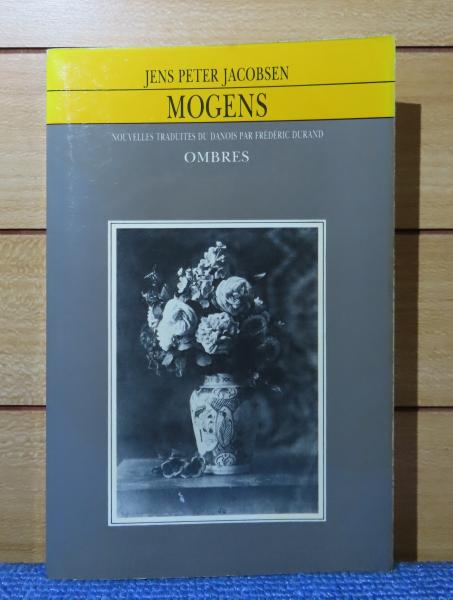 JENS PETER JACOBSEN
MOGENS
NOUVELLES TRADUITES DU DANOIS PAR FRÉDÉRIC DURAND
OMBRES